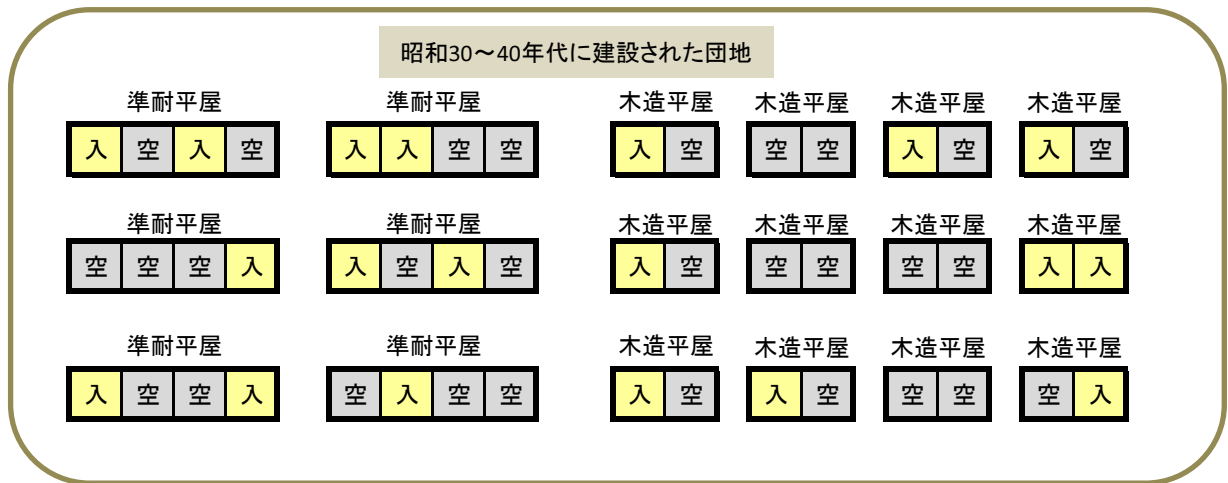 昭和30～40年代に建設された団地
準耐平屋 準耐平屋 木造平屋 木造平屋 木造平屋 木造平屋
入 空 入 空 入 入 空 空 入 空 空 空 入 空 入 空
準耐平屋 準耐平屋 木造平屋 木造平屋 木造平屋 木造平屋
空 空 空 入 入 空 入 空 入 空 空 空 空 空 入 入
準耐平屋 準耐平屋 木造平屋 木造平屋 木造平屋 木造平屋
入 空 空 入 空 入 空 空 入 空 入 空 空 空 空 入